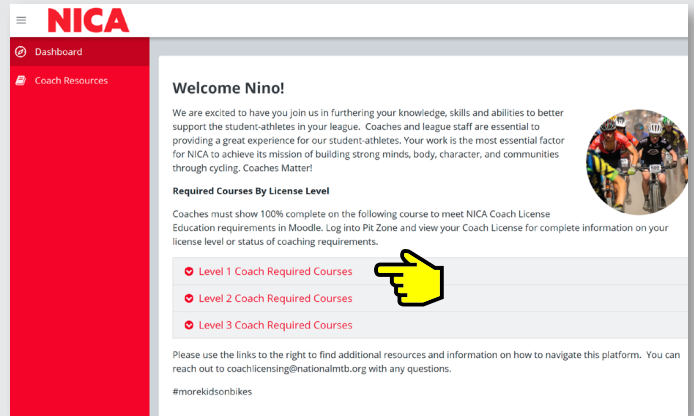 NICA
Dashboard
Coach Resources
Welcome Nino!
We are excited to have you join us in furthering your knowledge, skills and abilities to better
support the student-athletes in your league.  Coaches and league staff are essential to
providing a great experience for our student-athletes. Your work is the most essential factor
for NICA to achieve its mission of building strong minds, body, character, and communities
through cycling. Coaches Matter!
Required Courses By License Level
Coaches must show 100% complete on the following course to meet NICA Coach License
Education requirements in Moodle. Log into Pit Zone and view your Coach License for complete information on your
license level or status of coaching requirements.
Level 1 Coach Required Courses
Level 2 Coach Required Courses
Level 3 Coach Required Courses
Please use the links to the right to find additional resources and information on how to navigate this platform.  You can
reach out to coachlicensing@nationalmtb.org with any questions.
#morekidsonbikes